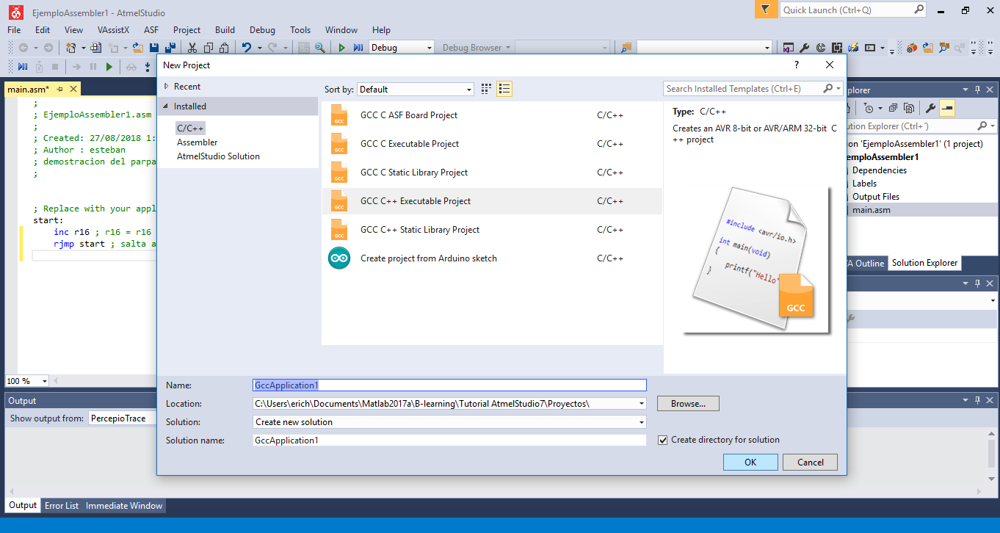 EjemploAssembler1 - AtmelStudio
Quick Launch (Ctrl+Q)
File Edit View VAssistX ASF Project Build Debug Tools Window Help
Debug
Debug Browser
main.asm*
;
; EjemploAssembler1.asm
;
; Created: 27/08/2018 1:
; Author : esteban
; demostracion del parpa
;
; Replace with your appl
start:
inc r16 ; r16 = r16
rjmp start ; salta a
100 %
Output
Show output from: PercepioTrace
Output Error List Immediate Window
New Project
?
Recent
Installed
C/C++
Assembler
AtmelStudio Solution
Sort by: Default
Search Installed Templates (Ctrl+E)
GCC C ASF Board Project C/C++
GCC C Executable Project C/C++
GCC C Static Library Project C/C++
GCC C++ Executable Project C/C++
GCC C++ Static Library Project C/C++
Create project from Arduino sketch C/C++
GCC
GCC
GCC
GCC
GCC
Type: C/C++
Creates an AVR 8-bit or AVR/ARM 32-bit C
++ project
#include <avr/io.h>
int main(void)
{
printf("Hello"
}
GCC
Name: GccApplication1
Location: C:\Users\erich\Documents\Matlab2017a\B-learning\Tutorial AtmelStudio7\Proyectos\
Browse...
Solution: Create new solution
Solution name: GccApplication1
Create directory for solution
OK Cancel
plorer
ution Explorer (Ctrl+´)
on 'EjemploAssembler1' (1 project)
emploAssembler1
Dependencies
Labels
Output Files
main.asm
A Outline Solution Explorer